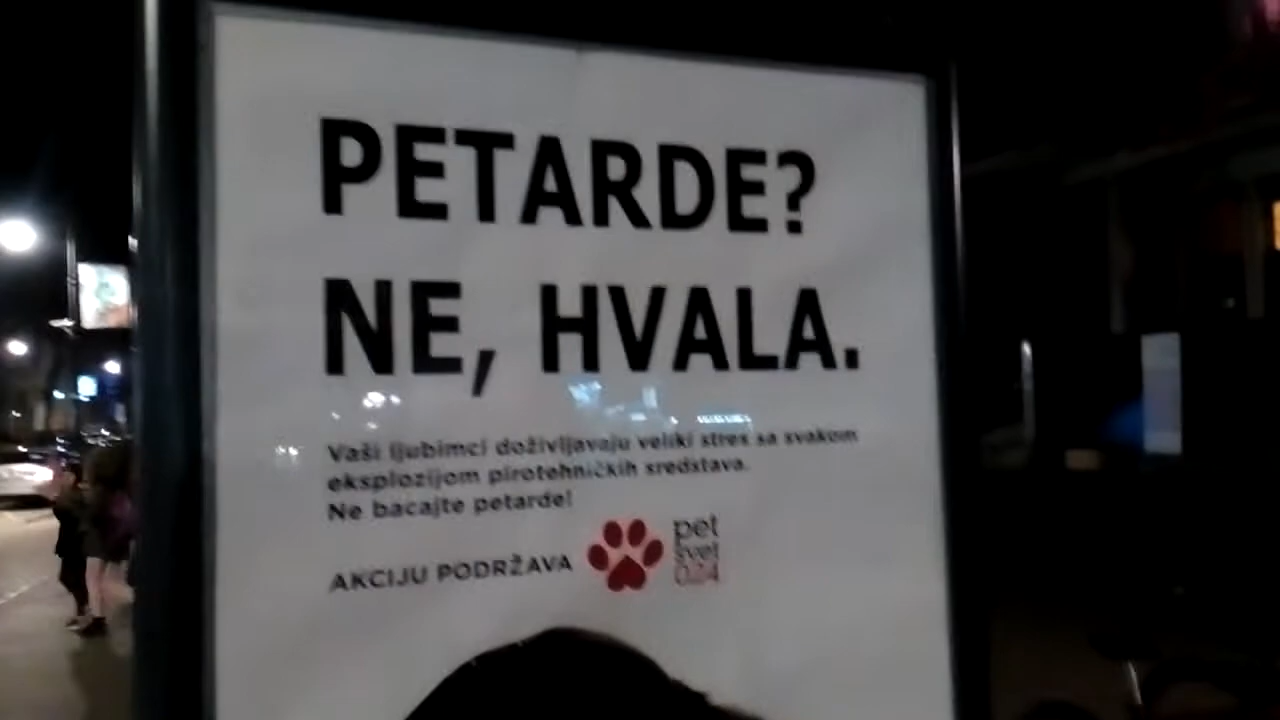 PETARDE?
NE, HVALA.
Vaši ljubimci doživljavaju veliki stres sa svakom
eksplozijom pirotehničkih sredstava.
Ne bacajte petarde!
AKCIJU PODRŽAVA
pet
svet
024